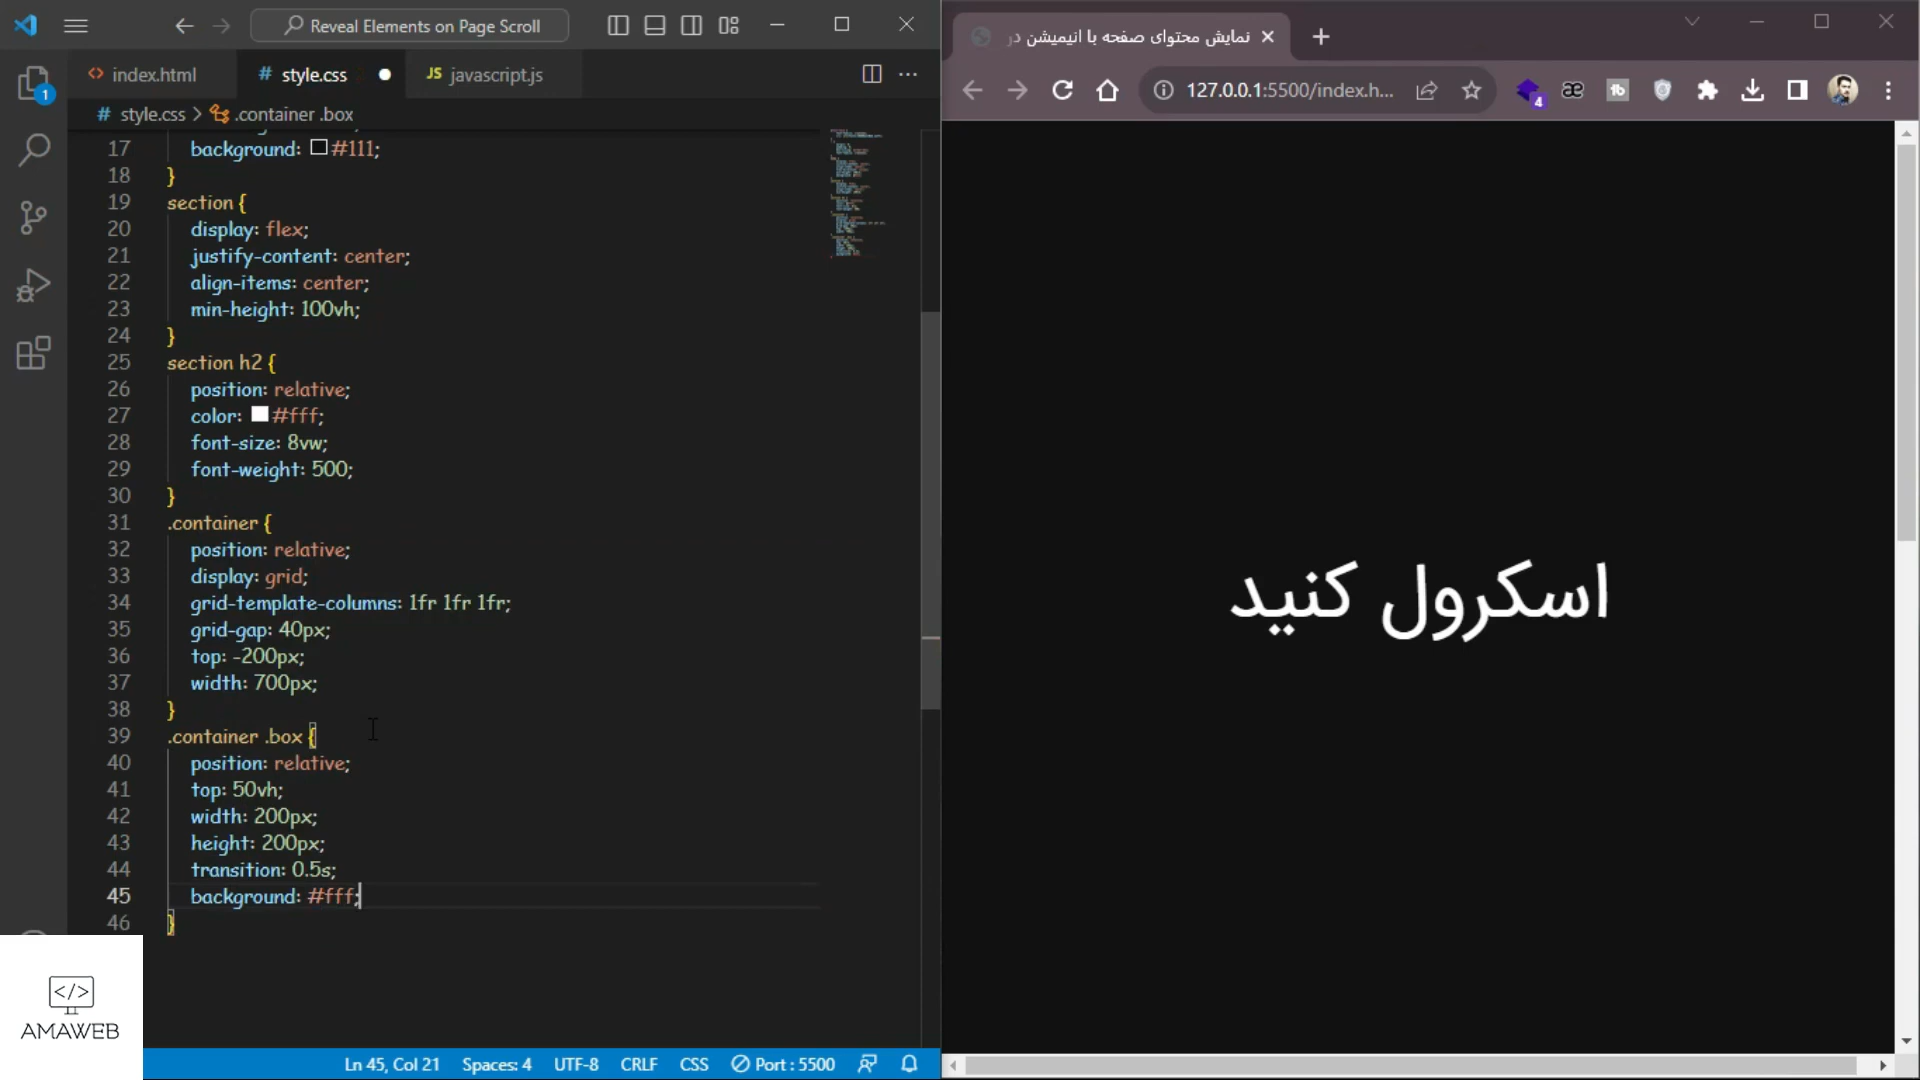 Reveal Elements on Page Scroll
index.html
# style.css
JS javascript.js
1
# style.css > .container .box
17 background: #111;
18 }
19 section {
20 display: flex;
21 justify-content: center;
22 align-items: center;
23 min-height: 100vh;
24 }
25 section h2 {
26 position: relative;
27 color: #fff;
28 font-size: 8vw;
29 font-weight: 500;
30 }
31 .container {
32 position: relative;
33 display: grid;
34 grid-template-columns: 1fr 1fr 1fr;
35 grid-gap: 40px;
36 top: -200px;
37 width: 700px;
38 }
39 .container .box {
40 position: relative;
41 top: 50vh;
42 width: 200px;
43 height: 200px;
44 transition: 0.5s;
45 background: #fff;
46 }
</>
AMAWEB
Ln 45, Col 21 Spaces: 4 UTF-8 CRLF CSS Port : 5500
نمایش محتوای صفحه با انیمیشن در
127.0.0.1:5500/index.h...
4
æ
اسکرول کنید